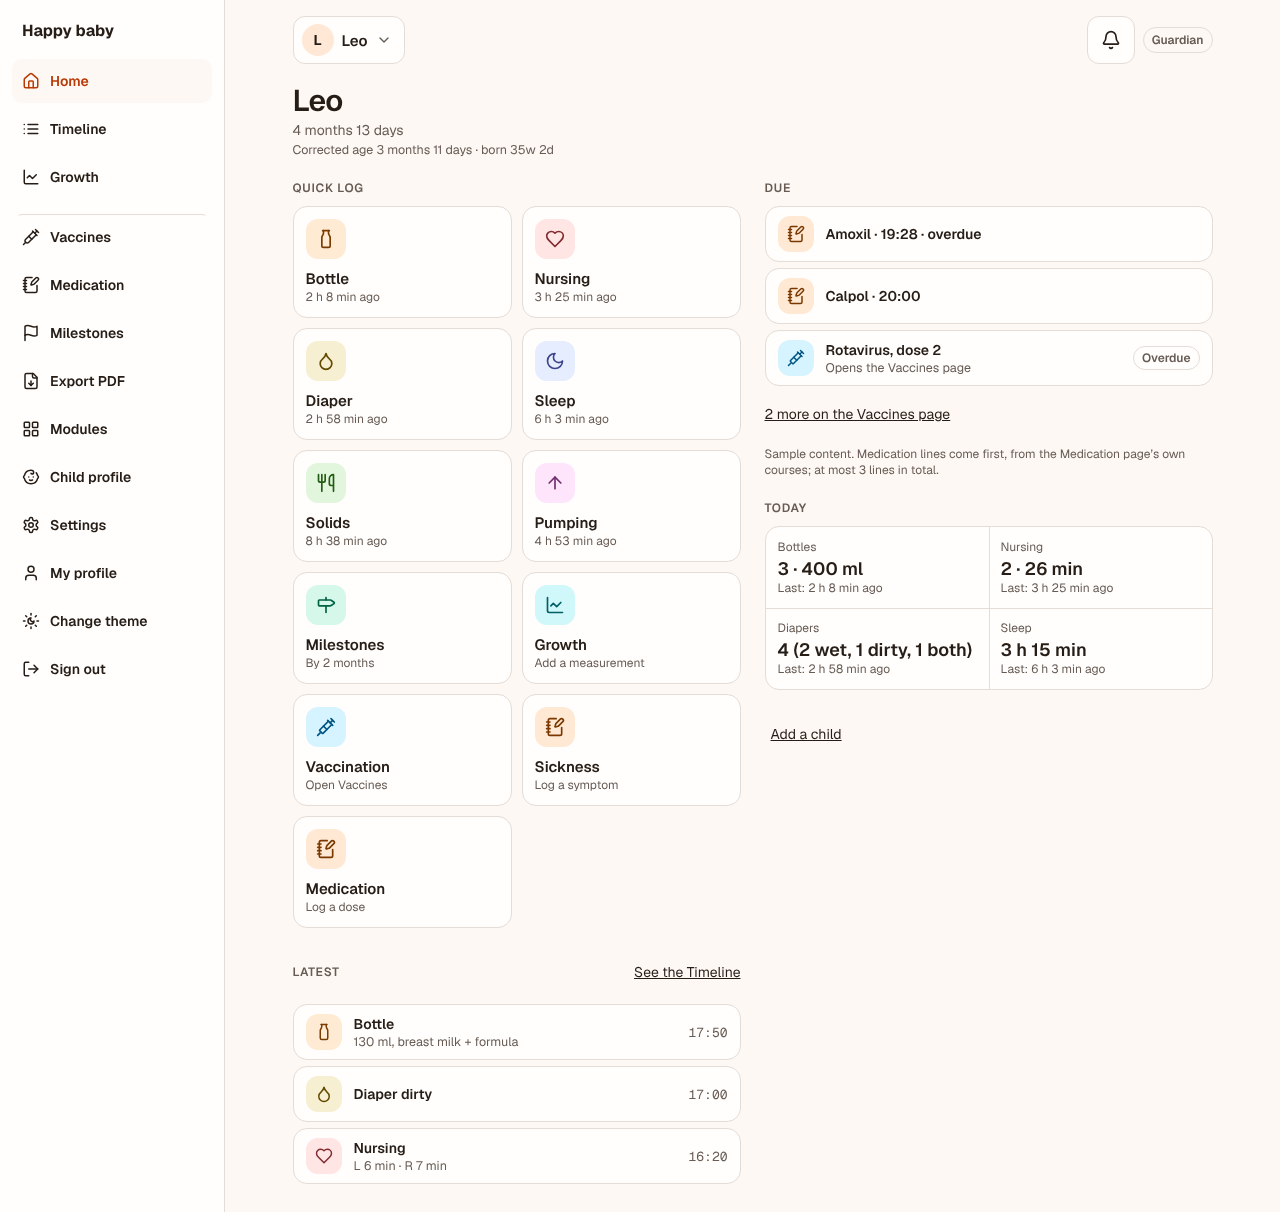 Happy baby
Home
Timeline
Growth
Vaccines
Medication
Milestones
Export PDF
Modules
Child profile
Settings
My profile
Change theme
Sign out
L Leo
Guardian
Leo
4 months 13 days
Corrected age 3 months 11 days · born 35w 2d
QUICK LOG
Bottle
2 h 8 min ago
Nursing
3 h 25 min ago
Diaper
2 h 58 min ago
Sleep
6 h 3 min ago
Solids
8 h 38 min ago
Pumping
4 h 53 min ago
Milestones
By 2 months
Growth
Add a measurement
Vaccination
Open Vaccines
Sickness
Log a symptom
Medication
Log a dose
LATEST
See the Timeline
Bottle
130 ml, breast milk + formula
17:50
Diaper dirty
17:00
Nursing
L 6 min · R 7 min
16:20
DUE
Amoxil · 19:28 · overdue
Calpol · 20:00
Rotavirus, dose 2
Opens the Vaccines page
Overdue
2 more on the Vaccines page
Sample content. Medication lines come first, from the Medication page's own
courses; at most 3 lines in total.
TODAY
Bottles
3 · 400 ml
Last: 2 h 8 min ago
Nursing
2 · 26 min
Last: 3 h 25 min ago
Diapers
4 (2 wet, 1 dirty, 1 both)
Last: 2 h 58 min ago
Sleep
3 h 15 min
Last: 6 h 3 min ago
Add a child